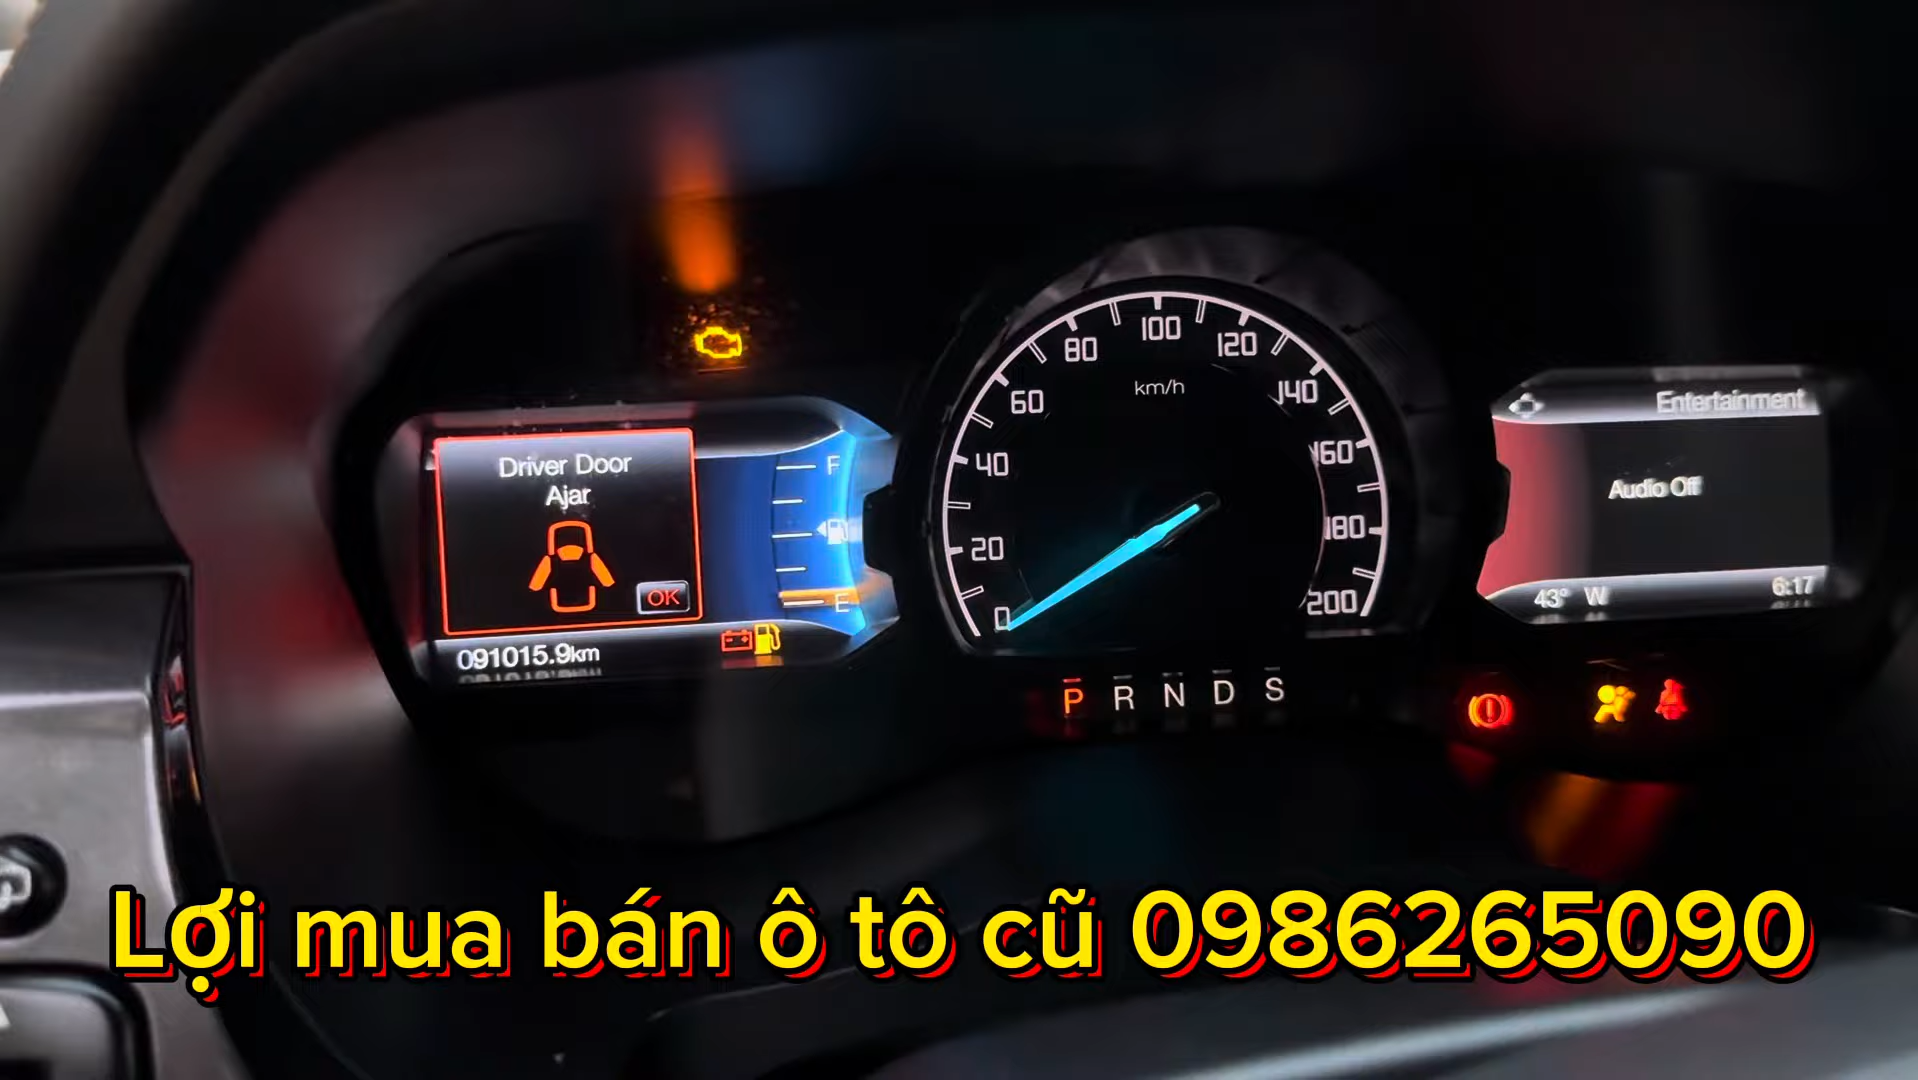 Driver Door
Ajar
OK
091015.9km
F
E
0
20
40
60
80
100
120
140
160
180
200
km/h
P R N D S
Entertainment
Audio Off
43° W 6:17
Lợi mua bán ô tô cũ 0986265090